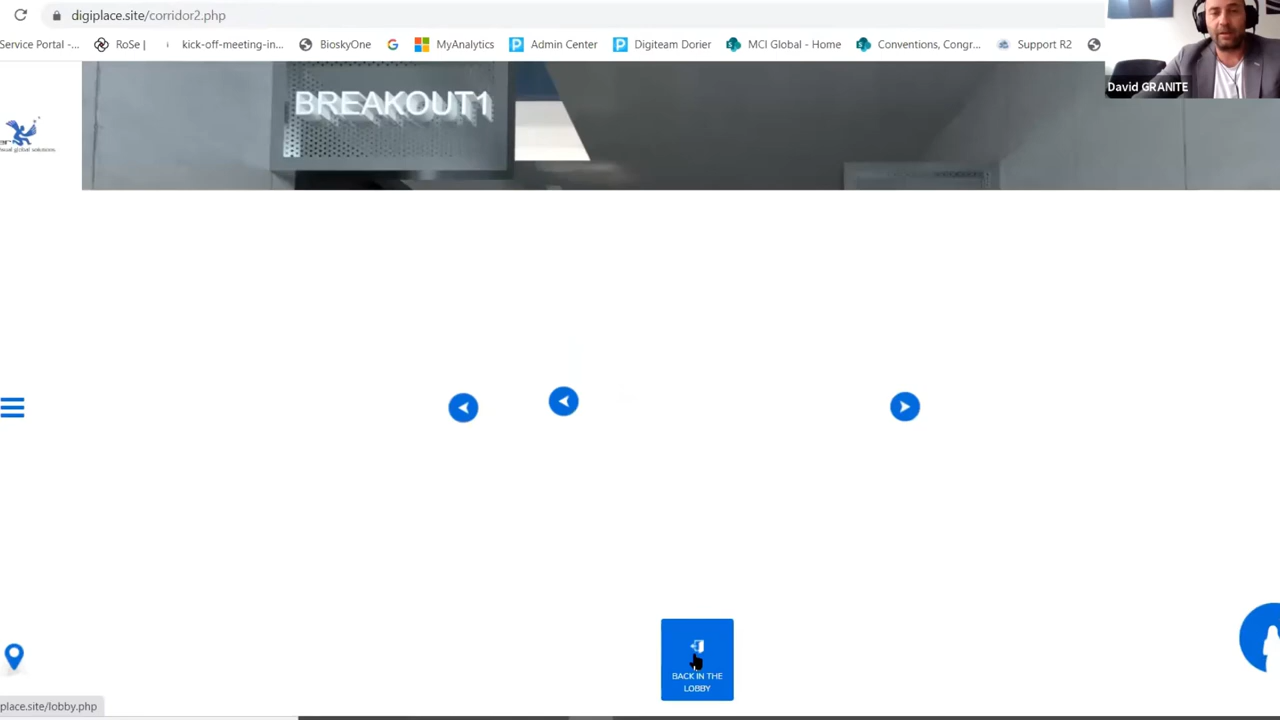 digiplace.site/corridor2.php
Service Portal -... RoSe | kick-off-meeting-in... BioskyOne MyAnalytics Admin Center Digiteam Dorier MCI Global - Home Conventions, Congr... Support R2
David GRANITE
BREAKOUT1
BACK IN THE
LOBBY
place.site/lobby.php